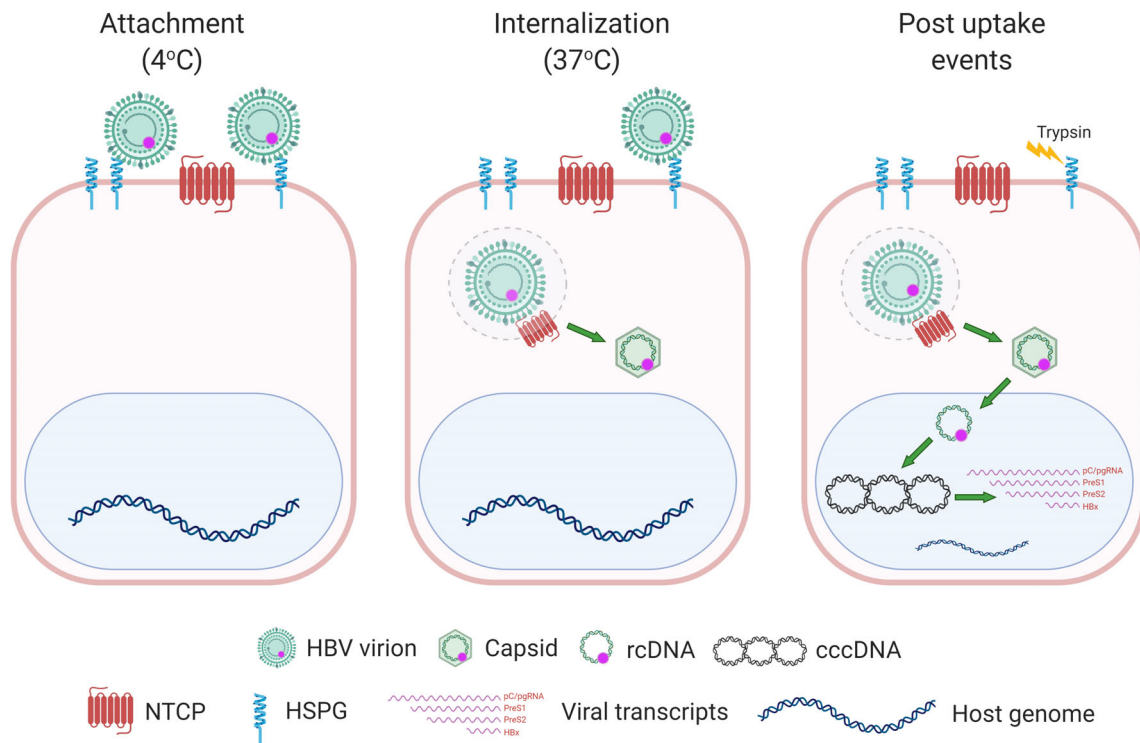 Attachment
(4°C)
Internalization
(37°C)
Post uptake
events
Trypsin
pC/pgRNA
PreS1
PreS2
HBx
HBV virion
Capsid
rcDNA
cccDNA
NTCP
HSPG
pC/pgRNA
PreS1
PreS2
HBx
Viral transcripts
Host genome